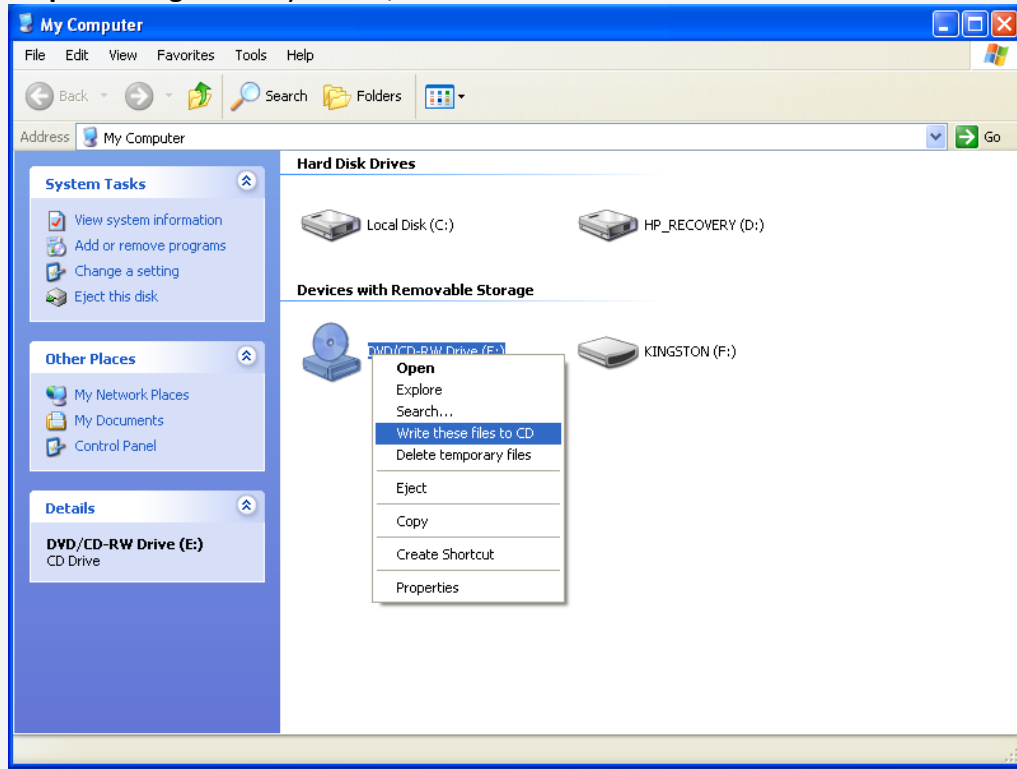 My Computer
File Edit View Favorites Tools Help
Back Search Folders
Address My Computer Go
System Tasks
View system information
Add or remove programs
Change a setting
Eject this disk
Other Places
My Network Places
My Documents
Control Panel
Details
DVD/CD-RW Drive (E:)
CD Drive
Hard Disk Drives
Local Disk (C:) HP_RECOVERY (D:)
Devices with Removable Storage
DVD/CD-RW Drive (E:) KINGSTON (F:)
Open
Explore
Search...
Write these files to CD
Delete temporary files
Eject
Copy
Create Shortcut
Properties